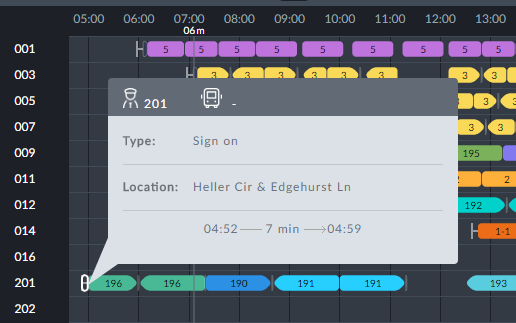 05:00 06:00 07:00 08:00 09:00 10:00 11:00 12:00 13:00
06m
001 5 5 5 5 5 5 5 5 5
003 3 3 3 3 3 3 3
005 3 3
007 3 3
009 195
011 2 2
012 192
014 1-1
016
201 -
Type: Sign on
Location: Heller Cir & Edgehurst Ln
04:52 7 min 04:59
201 196 196 190 191 191 193
202